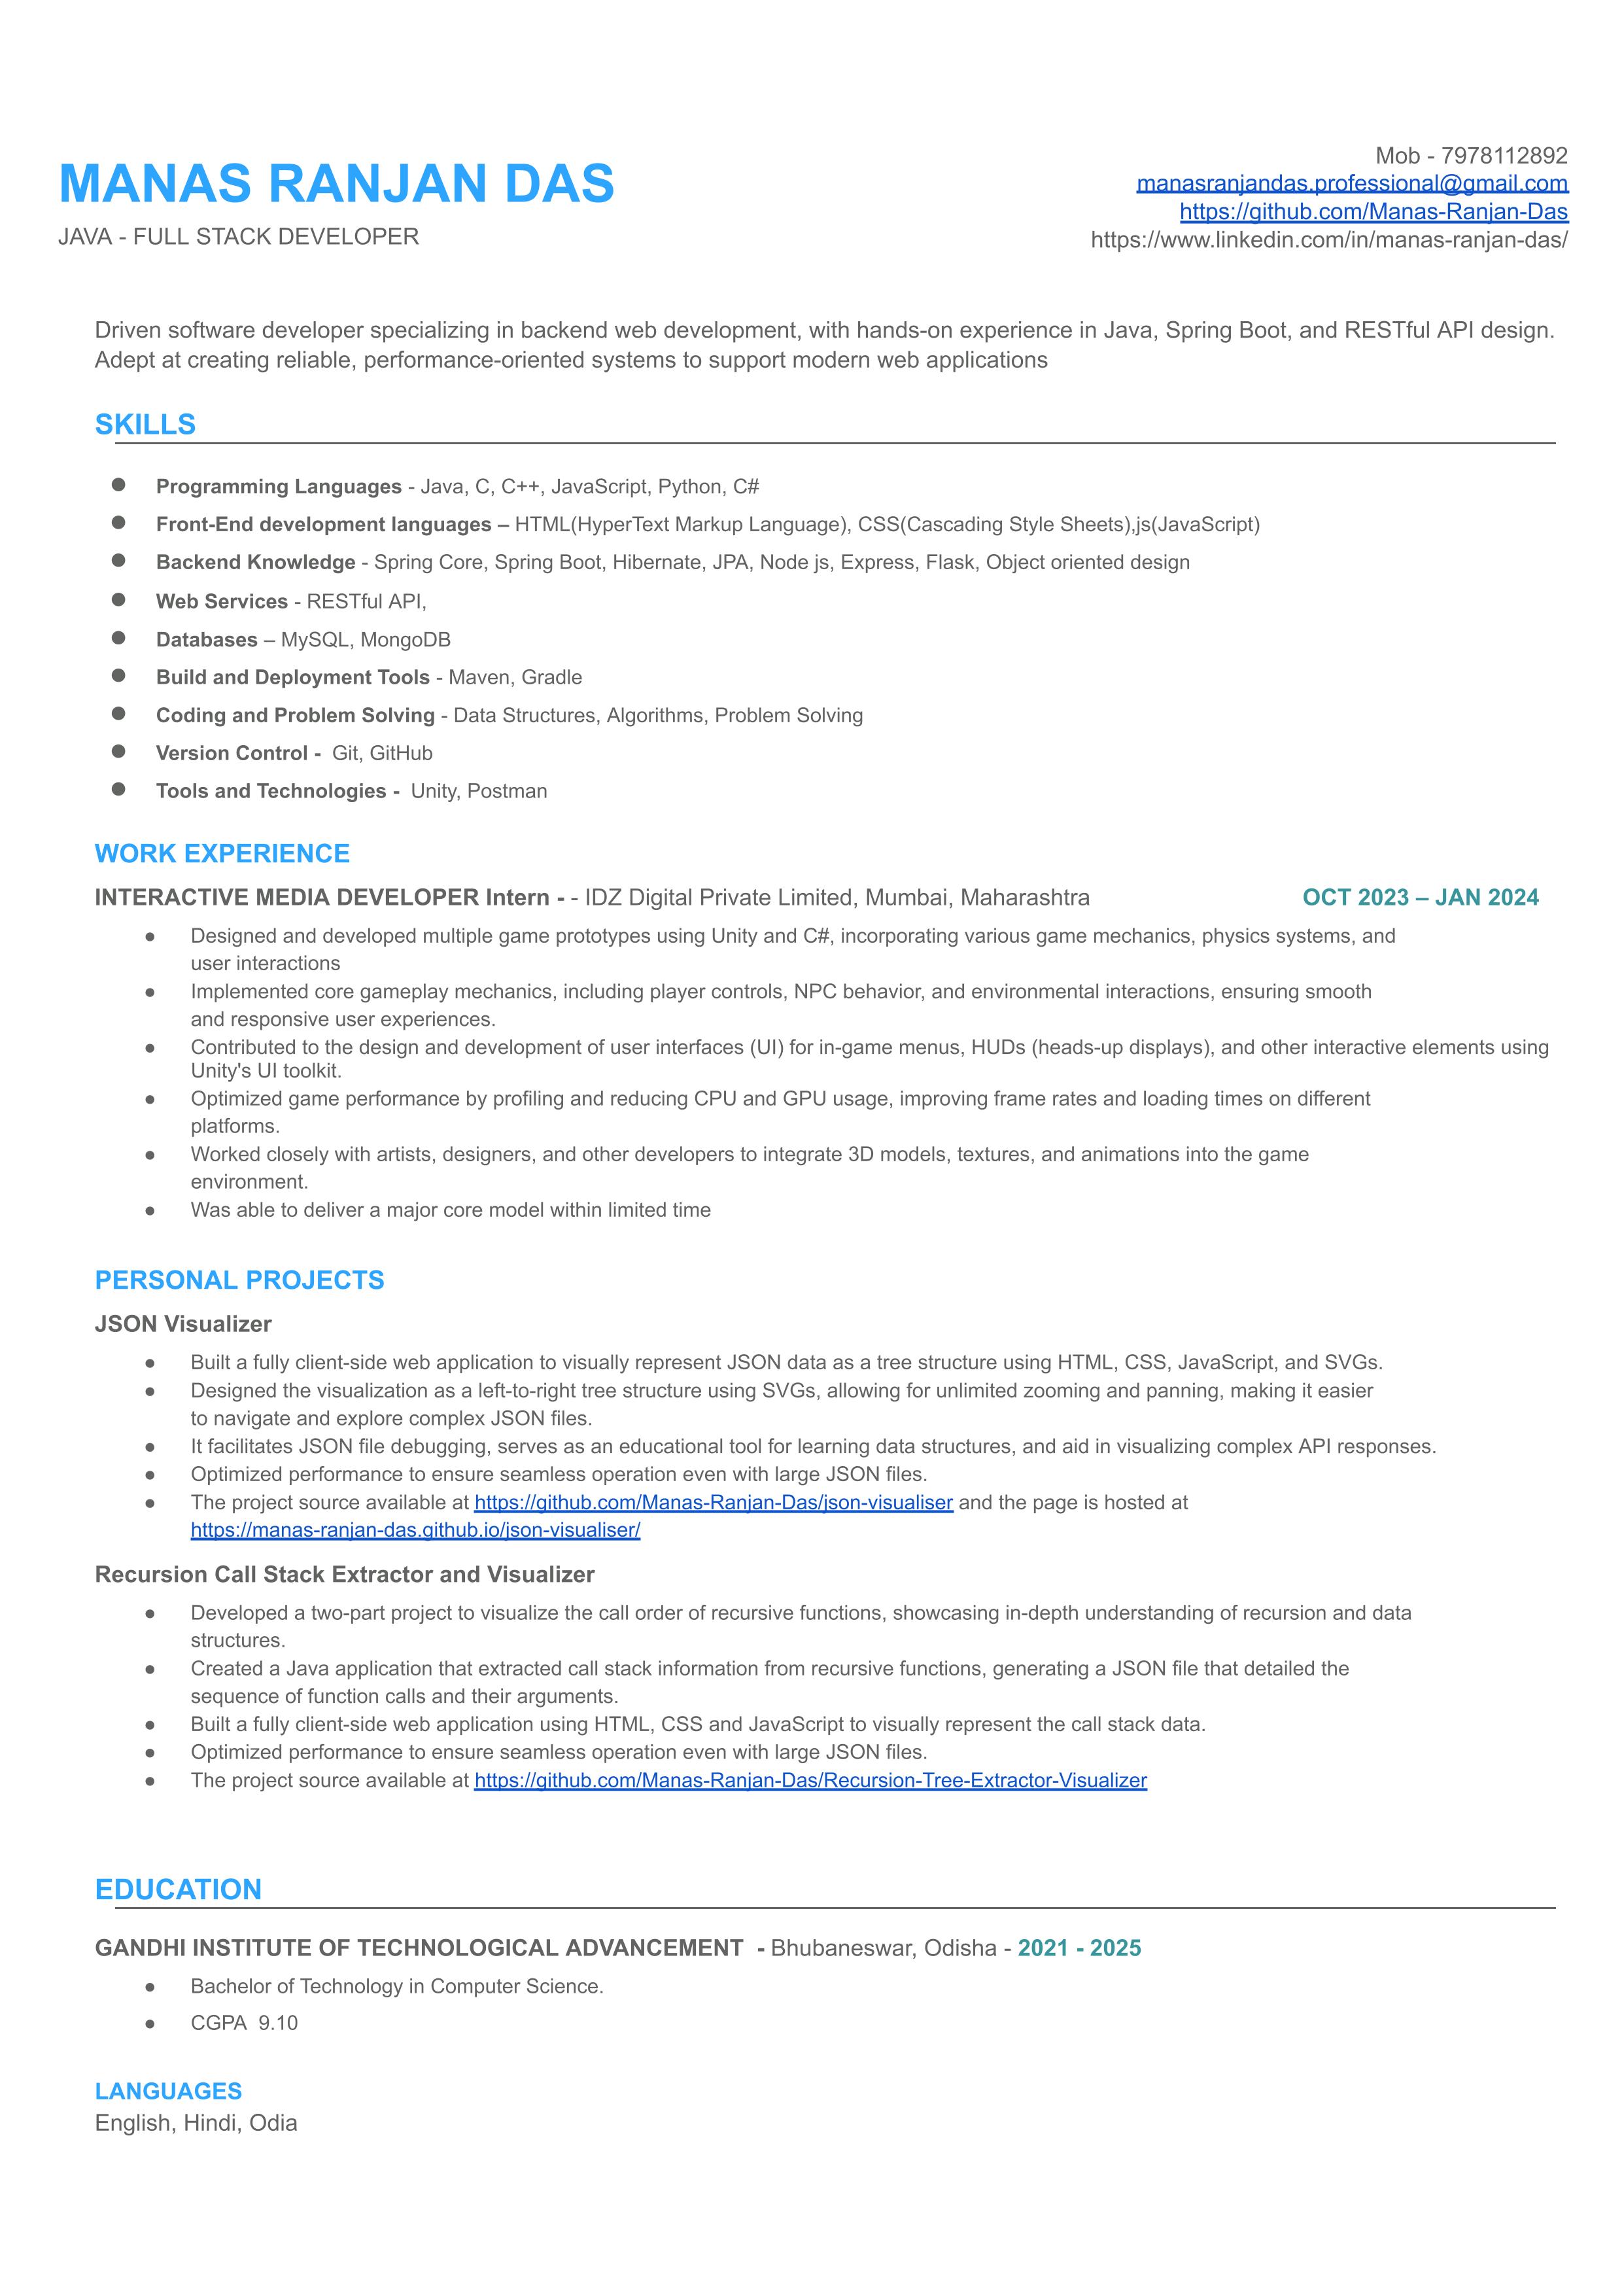 MANAS RANJAN DAS
JAVA - FULL STACK DEVELOPER
Mob - 7978112892
manasranjandas.professional@gmail.com
https://github.com/Manas-Ranjan-Das
https://www.linkedin.com/in/manas-ranjan-das/
Driven software developer specializing in backend web development, with hands-on experience in Java, Spring Boot, and RESTful API design.
Adept at creating reliable, performance-oriented systems to support modern web applications
SKILLS
● Programming Languages - Java, C, C++, JavaScript, Python, C#
● Front-End development languages – HTML(HyperText Markup Language), CSS(Cascading Style Sheets),js(JavaScript)
● Backend Knowledge - Spring Core, Spring Boot, Hibernate, JPA, Node js, Express, Flask, Object oriented design
● Web Services - RESTful API,
● Databases – MySQL, MongoDB
● Build and Deployment Tools - Maven, Gradle
● Coding and Problem Solving - Data Structures, Algorithms, Problem Solving
● Version Control - Git, GitHub
● Tools and Technologies - Unity, Postman
WORK EXPERIENCE
INTERACTIVE MEDIA DEVELOPER Intern - - IDZ Digital Private Limited, Mumbai, Maharashtra OCT 2023 – JAN 2024
● Designed and developed multiple game prototypes using Unity and C#, incorporating various game mechanics, physics systems, and
user interactions
● Implemented core gameplay mechanics, including player controls, NPC behavior, and environmental interactions, ensuring smooth
and responsive user experiences.
● Contributed to the design and development of user interfaces (UI) for in-game menus, HUDs (heads-up displays), and other interactive elements using
Unity's UI toolkit.
● Optimized game performance by profiling and reducing CPU and GPU usage, improving frame rates and loading times on different
platforms.
● Worked closely with artists, designers, and other developers to integrate 3D models, textures, and animations into the game
environment.
● Was able to deliver a major core model within limited time
PERSONAL PROJECTS
JSON Visualizer
● Built a fully client-side web application to visually represent JSON data as a tree structure using HTML, CSS, JavaScript, and SVGs.
● Designed the visualization as a left-to-right tree structure using SVGs, allowing for unlimited zooming and panning, making it easier
to navigate and explore complex JSON files.
● It facilitates JSON file debugging, serves as an educational tool for learning data structures, and aid in visualizing complex API responses.
● Optimized performance to ensure seamless operation even with large JSON files.
● The project source available at https://github.com/Manas-Ranjan-Das/json-visualiser and the page is hosted at
https://manas-ranjan-das.github.io/json-visualiser/
Recursion Call Stack Extractor and Visualizer
● Developed a two-part project to visualize the call order of recursive functions, showcasing in-depth understanding of recursion and data
structures.
● Created a Java application that extracted call stack information from recursive functions, generating a JSON file that detailed the
sequence of function calls and their arguments.
● Built a fully client-side web application using HTML, CSS and JavaScript to visually represent the call stack data.
● Optimized performance to ensure seamless operation even with large JSON files.
● The project source available at https://github.com/Manas-Ranjan-Das/Recursion-Tree-Extractor-Visualizer
EDUCATION
GANDHI INSTITUTE OF TECHNOLOGICAL ADVANCEMENT - Bhubaneswar, Odisha - 2021 - 2025
● Bachelor of Technology in Computer Science.
● CGPA 9.10
LANGUAGES
English, Hindi, Odia